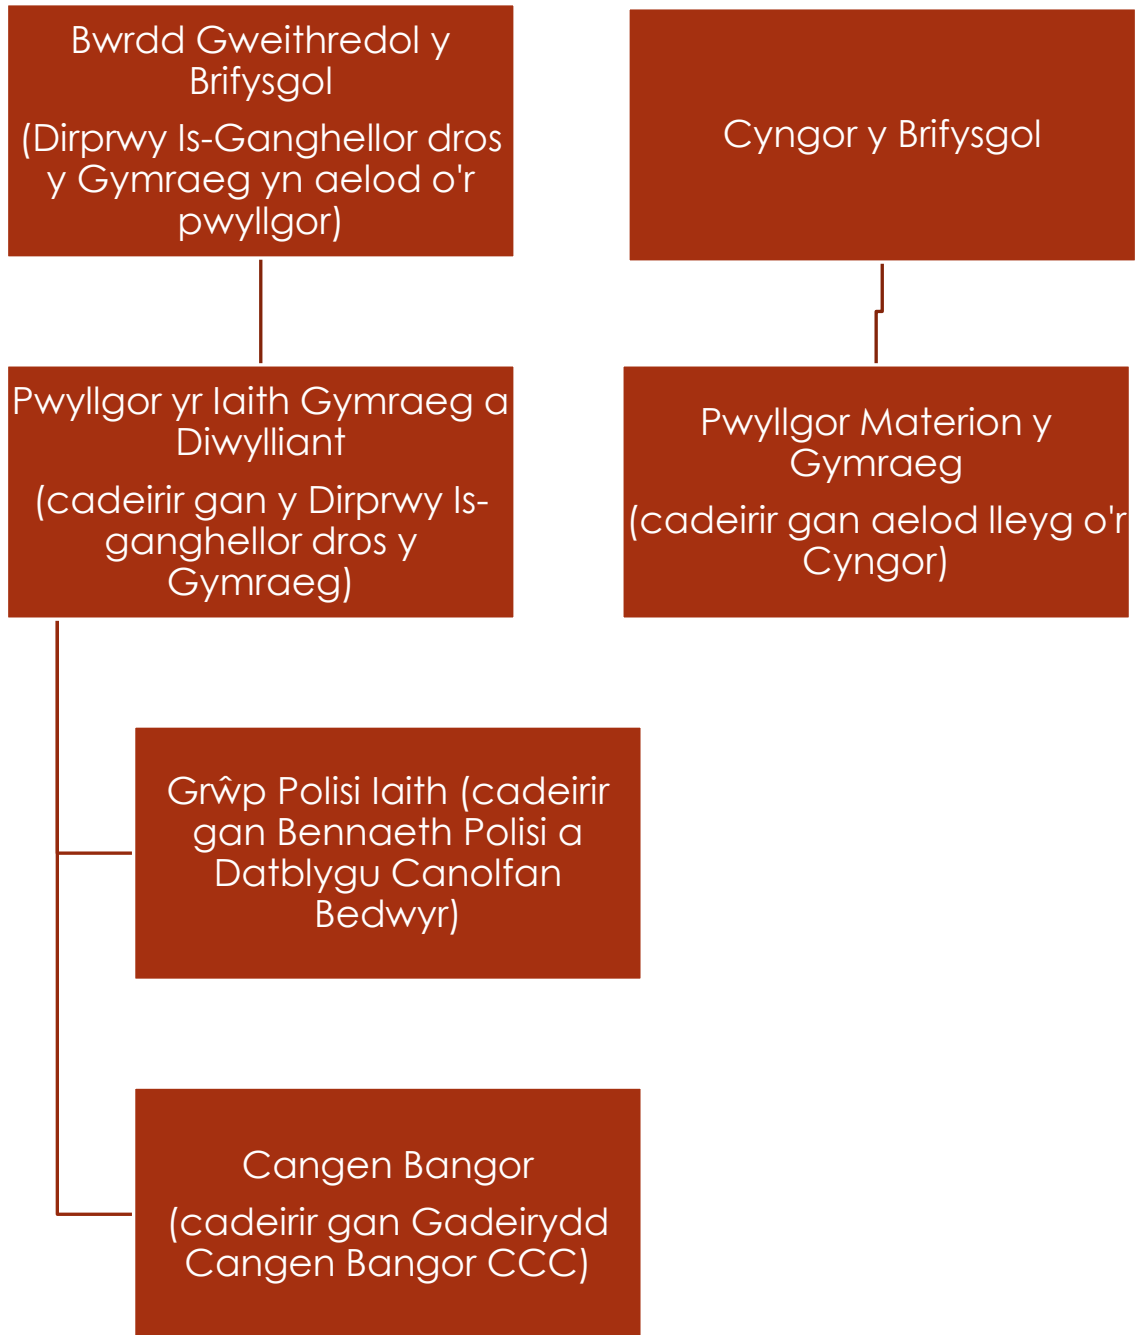 Bwrdd Gweithredol y
Brifysgol
(Dirprwy Is-Ganghellor dros
y Gymraeg yn aelod o'r
pwyllgor)
Cyngor y Brifysgol
Pwyllgor yr Iaith Gymraeg a
Diwylliant
(cadeirir gan y Dirprwy Is-
ganghellor dros y
Gymraeg)
Pwyllgor Materion y
Gymraeg
(cadeirir gan aelod lleyg o'r
Cyngor)
Grŵp Polisi Iaith (cadeirir
gan Bennaeth Polisi a
Datblygu Canolfan
Bedwyr)
Cangen Bangor
(cadeirir gan Gadeirydd
Cangen Bangor CCC)